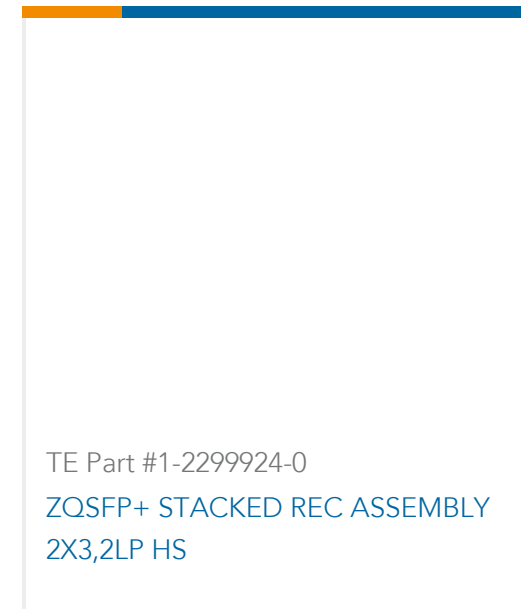 TE Part #1-2299924-0
ZQSFP+ STACKED REC ASSEMBLY
2X3,2LP HS